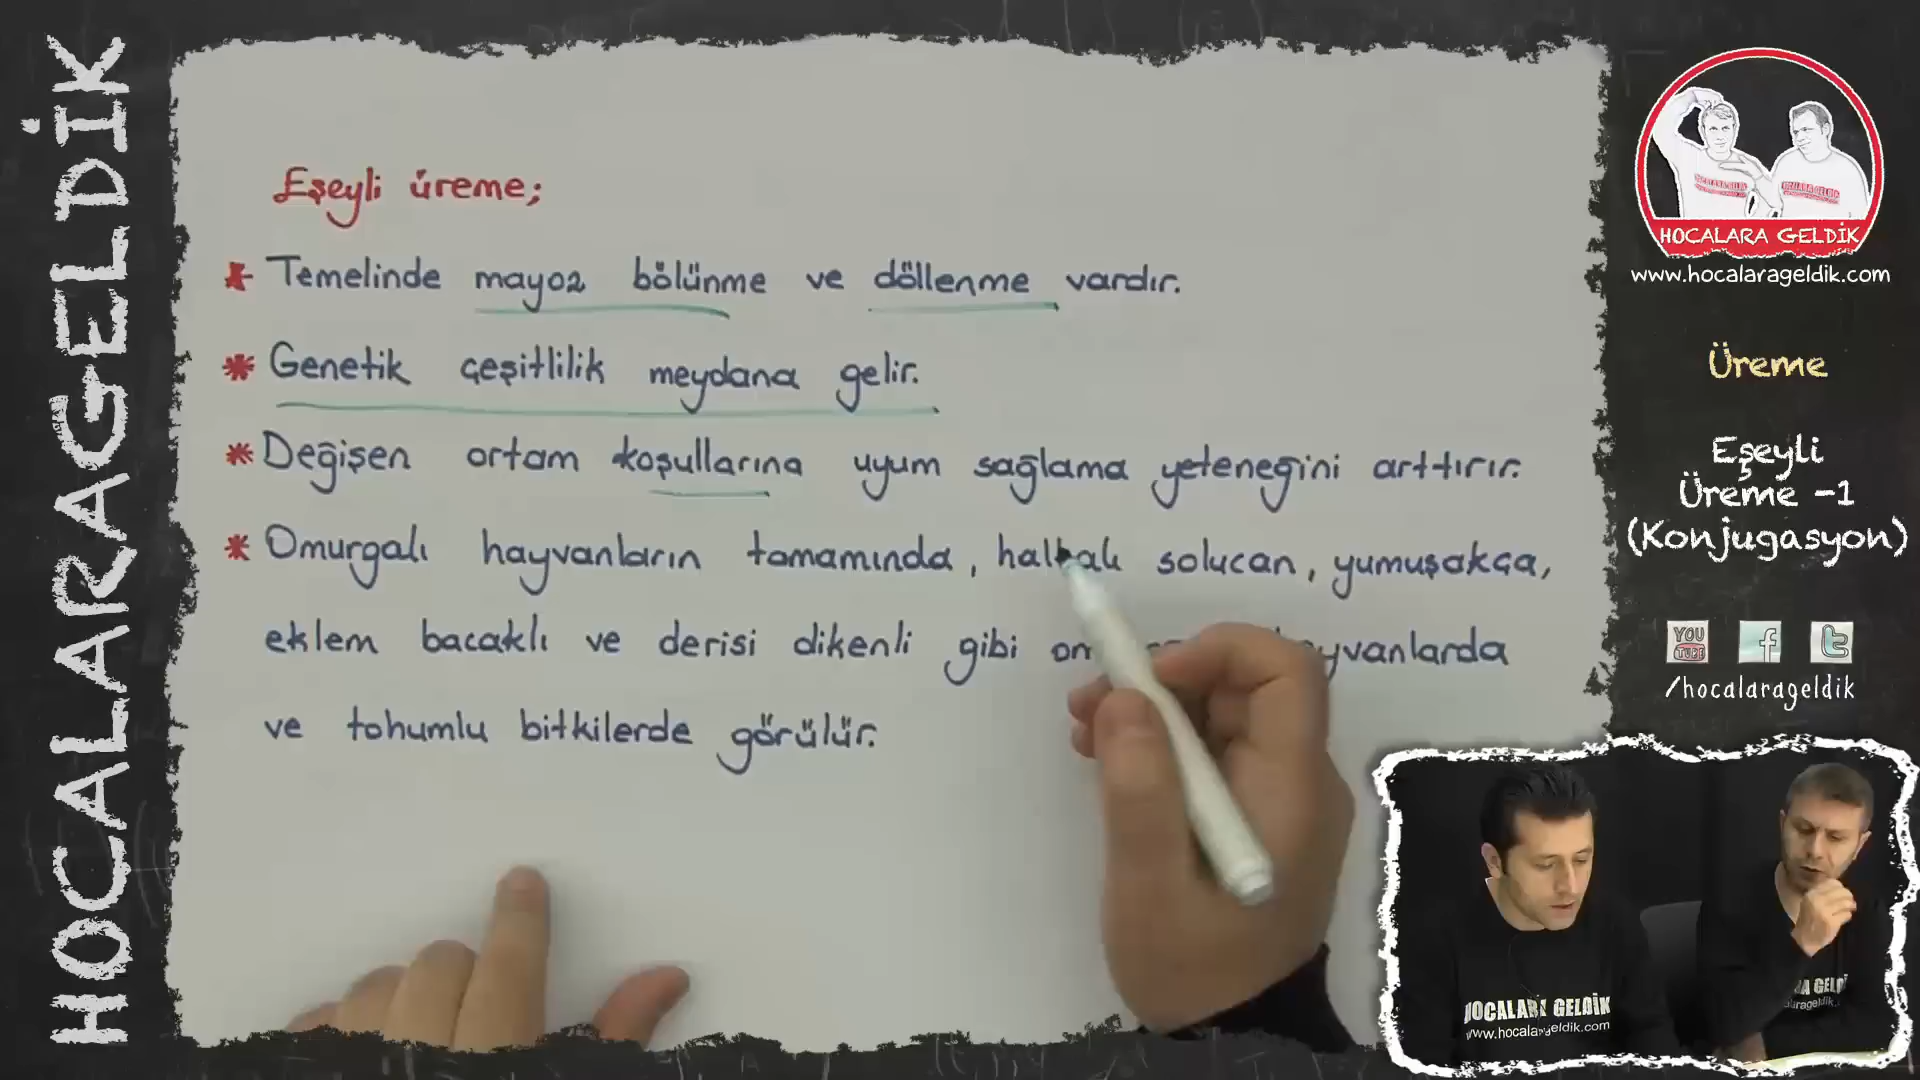 HOCALARAGELDİK
Eşeyli üreme;
* Temelinde mayoz bölünme ve döllenme vardır.
* Genetik çeşitlilik meydana gelir.
* Değişen ortam koşullarına uyum sağlama yeteneğini arttırır.
* Omurgalı hayvanların tamamında, halkalı solucan, yumuşakça,
eklem bacaklı ve derisi dikenli gibi
ve tohumlu bitkilerde görülür.
HOCALARA GELDİK
www.hocalarageldik.com
Üreme
Eşeyli
Üreme -1
(Konjugasyon)
YOU
TUBE
f
t
/hocalarageldik
HOCALARA GELDİK
www.hocalarageldik.com